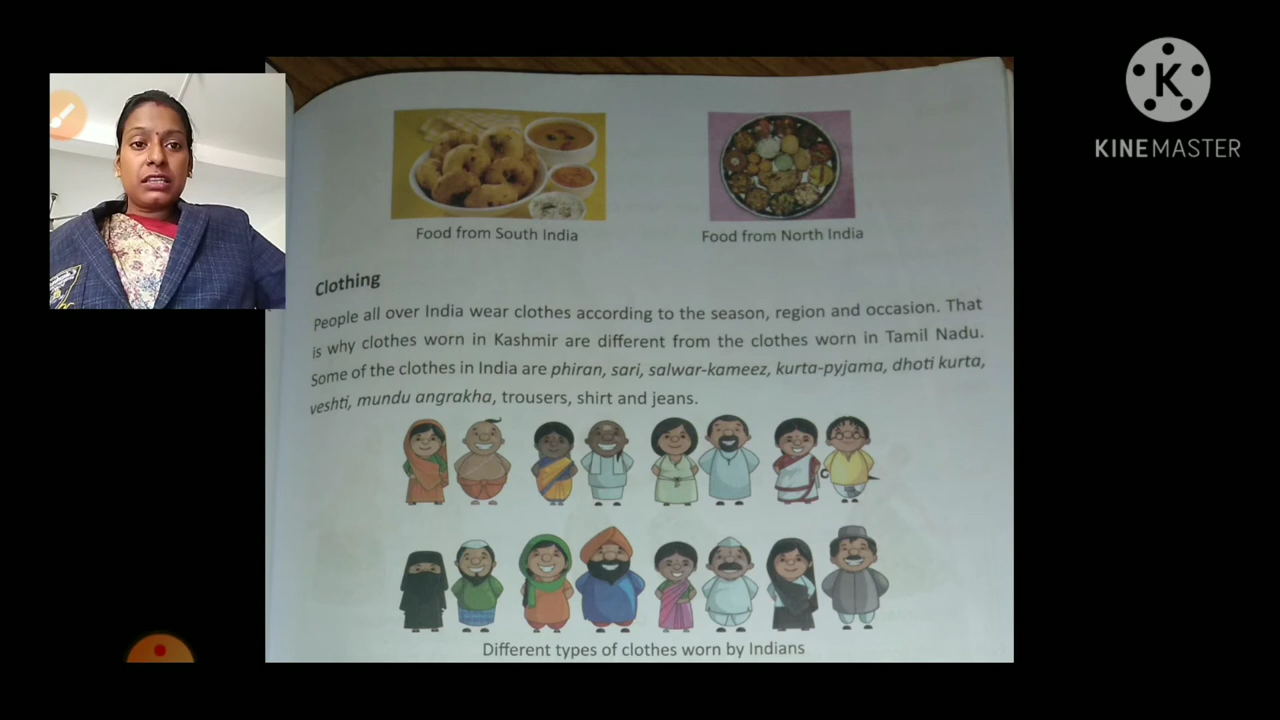 K
KINEMASTER
Food from South India
Food from North India
Clothing
People all over India wear clothes according to the season, region and occasion. That
is why clothes worn in Kashmir are different from the clothes worn in Tamil Nadu.
Some of the clothes in India are phiran, sari, salwar-kameez, kurta-pyjama, dhoti kurta,
veshti, mundu angrakha, trousers, shirt and jeans.
Different types of clothes worn by Indians